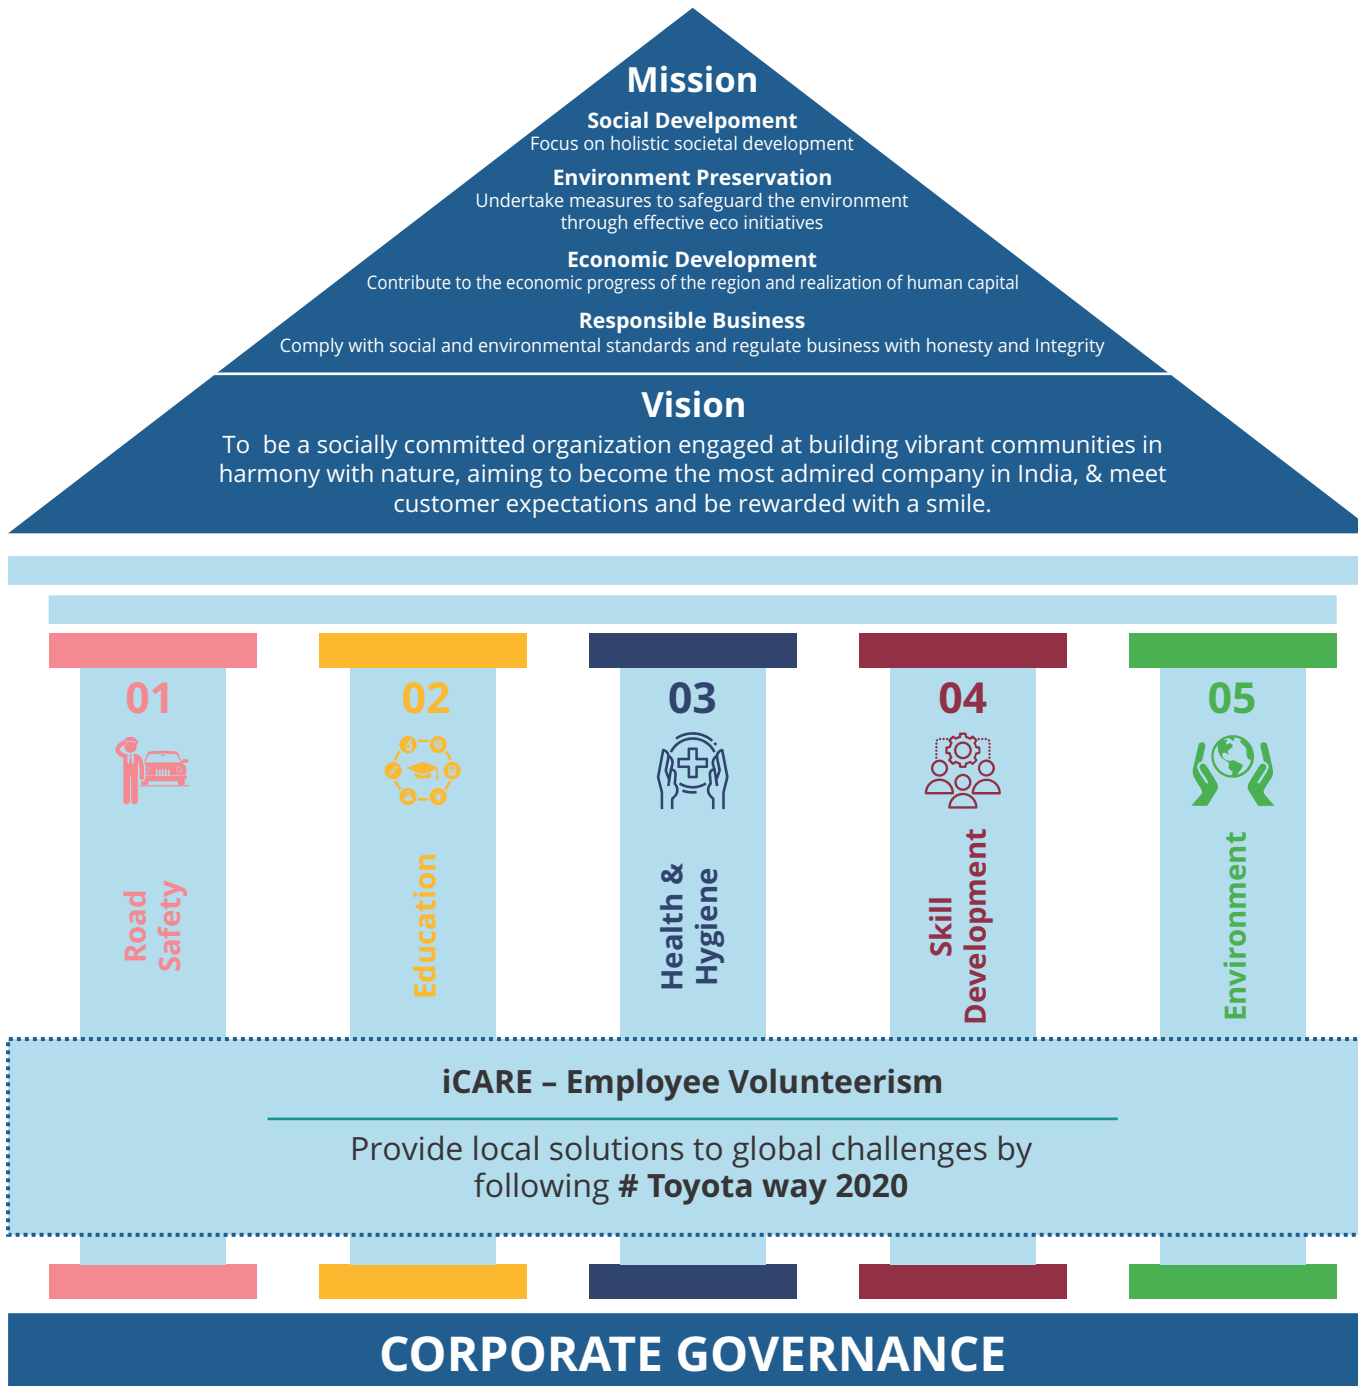 Mission
Social Develpoment
Focus on holistic societal development
Environment Preservation
Undertake measures to safeguard the environment
through effective eco initiatives
Economic Development
Contribute to the economic progress of the region and realization of human capital
Responsible Business
Comply with social and environmental standards and regulate business with honesty and Integrity
Vision
To be a socially committed organization engaged at building vibrant communities in
harmony with nature, aiming to become the most admired company in India, & meet
customer expectations and be rewarded with a smile.
01
Road
Safety
02
Education
03
Health &
Hygiene
04
Skill
Development
05
Environment
iCARE – Employee Volunteerism
Provide local solutions to global challenges by
following # Toyota way 2020
CORPORATE GOVERNANCE